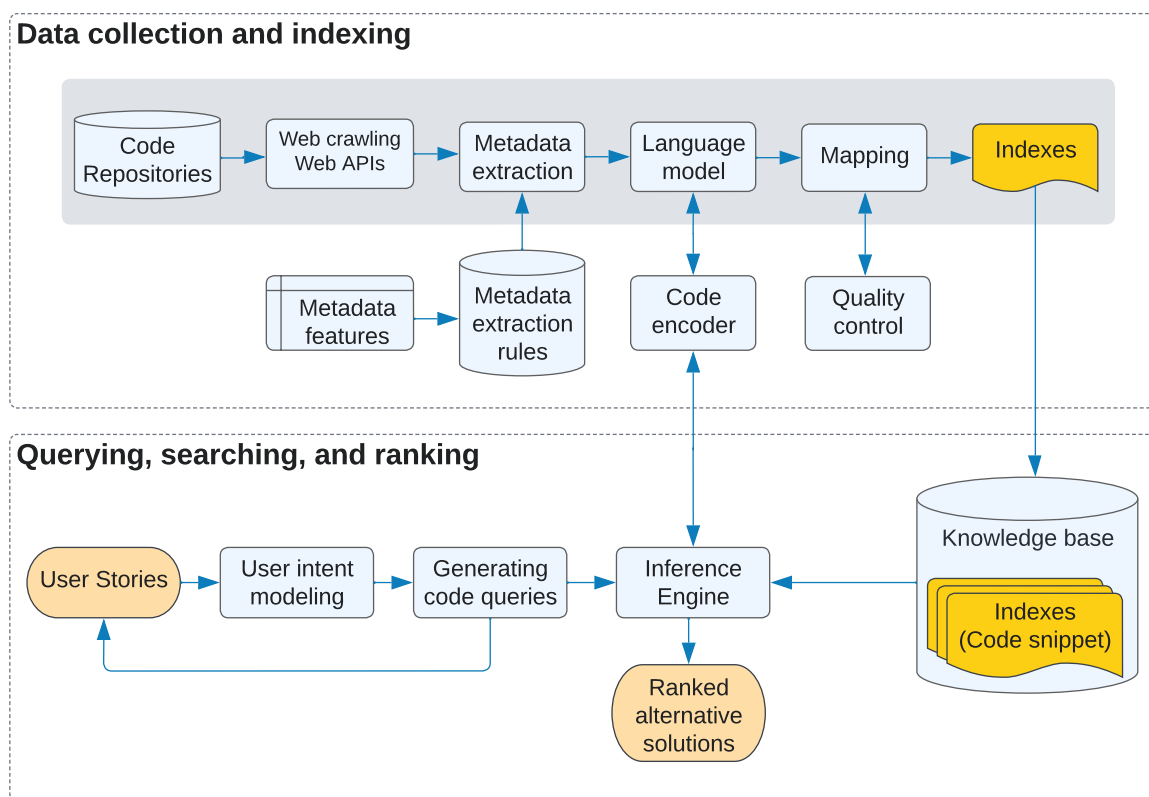 Data collection and indexing
Code
Repositories
Web crawling
Web APIs
Metadata
extraction
Language
model
Mapping
Indexes
Metadata
features
Metadata
extraction
rules
Code
encoder
Quality
control
Querying, searching, and ranking
User Stories
User intent
modeling
Generating
code queries
Inference
Engine
Knowledge base
Indexes
(Code snippet)
Ranked
alternative
solutions